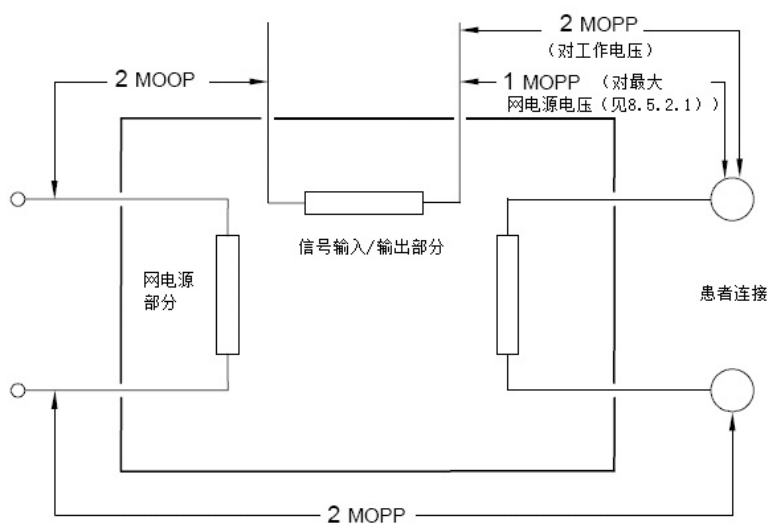 2 MOPP
(对工作电压)
2 MOOP
1 MOPP (对最大
网电源电压(见8.5.2.1))
信号输入/输出部分
网电源
部分
患者连接
2 MOPP